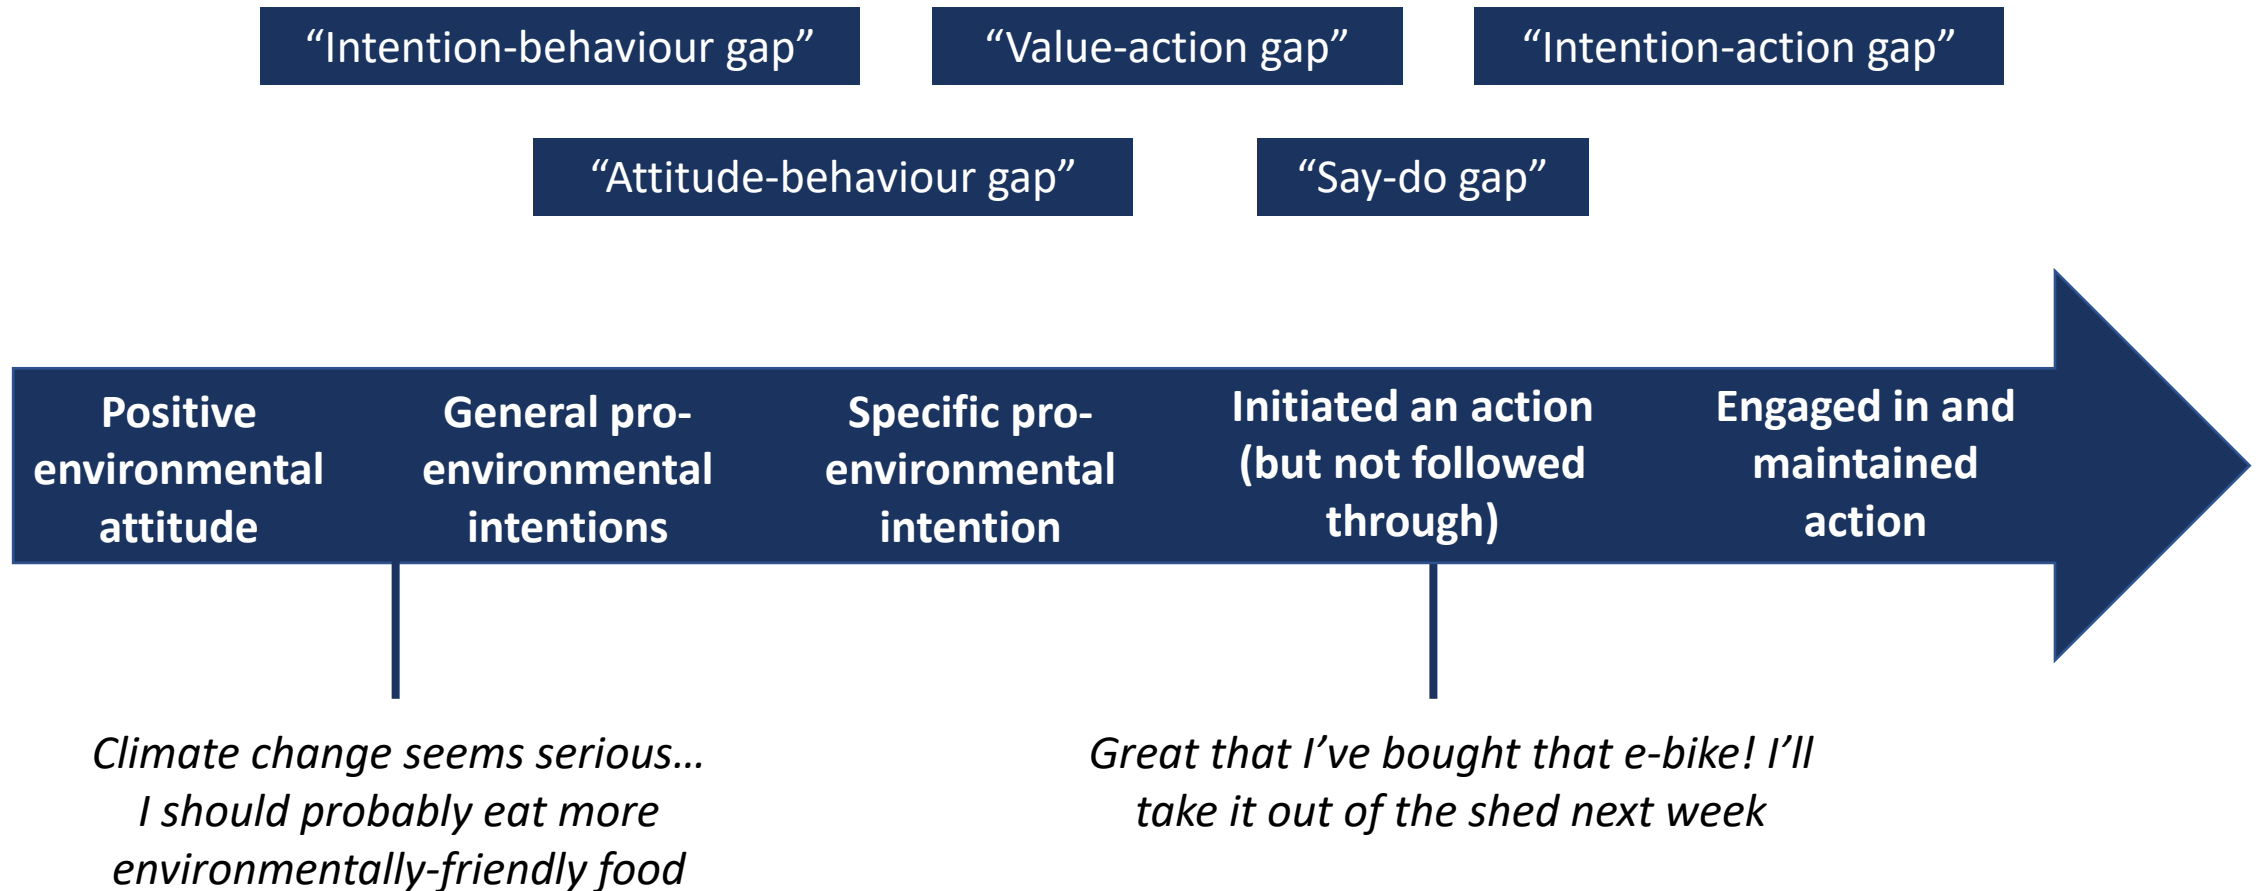 “Intention-behaviour gap”
“Value-action gap”
“Intention-action gap”
“Attitude-behaviour gap”
“Say-do gap”
Positive
environmental
attitude
General pro-
environmental
intentions
Specific pro-
environmental
intention
Initiated an action
(but not followed
through)
Engaged in and
maintained
action
Climate change seems serious…
I should probably eat more
environmentally-friendly food
Great that I’ve bought that e-bike! I’ll
take it out of the shed next week